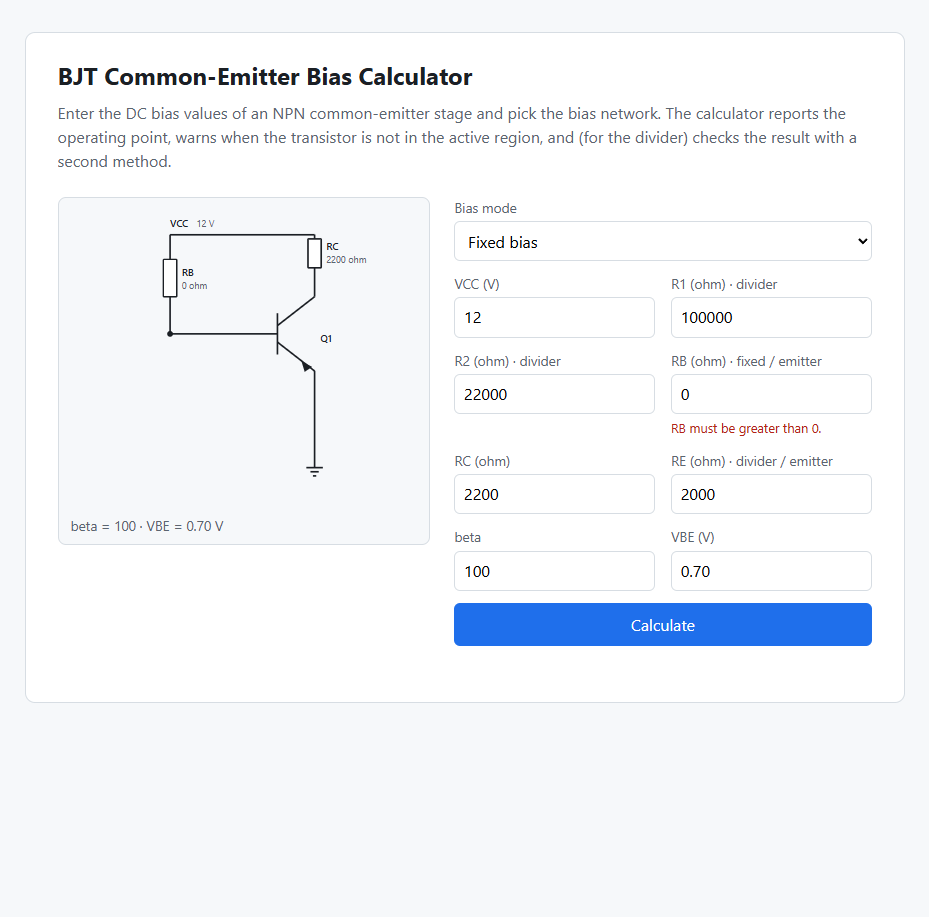 BJT Common-Emitter Bias Calculator
Enter the DC bias values of an NPN common-emitter stage and pick the bias network. The calculator reports the
operating point, warns when the transistor is not in the active region, and (for the divider) checks the result with a
second method.
VCC 12 V
RC
2200 ohm
RB
0 ohm
Q1
beta = 100 · VBE = 0.70 V
Bias mode
Fixed bias
VCC (V)
12
R1 (ohm) · divider
100000
R2 (ohm) · divider
22000
RB (ohm) · fixed / emitter
0
RB must be greater than 0.
RC (ohm)
2200
RE (ohm) · divider / emitter
2000
beta
100
VBE (V)
0.70
Calculate